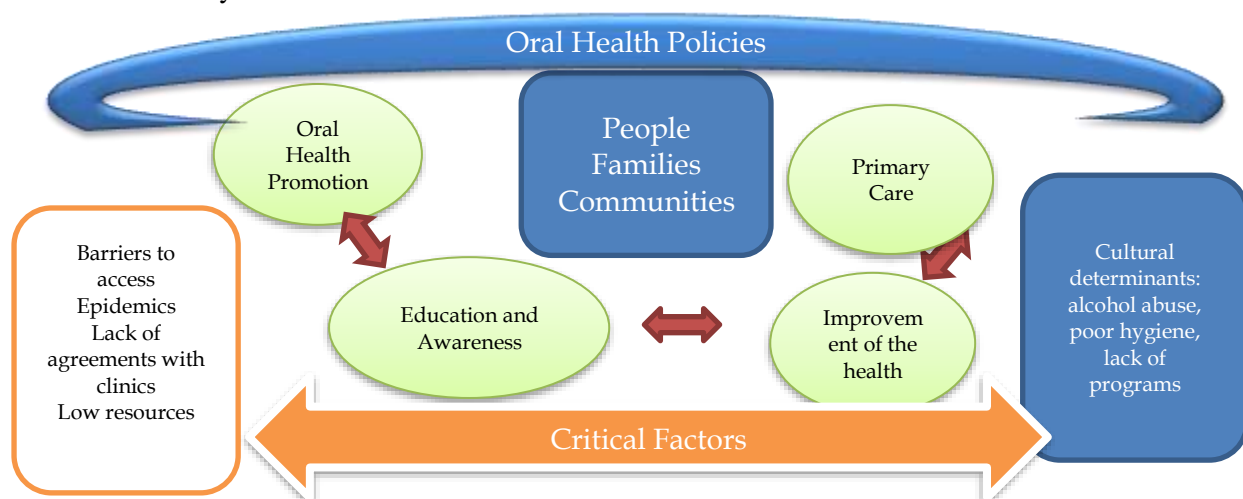 Oral Health Policies
Oral
Health
Promotion
People
Families
Communities
Primary
Care
Barriers to
access
Epidemics
Lack of
agreements with
clinics
Low resources
Education and
Awareness
Improvem
ent of the
health
Cultural
determinants:
alcohol abuse,
poor hygiene,
lack of
programs
Critical Factors